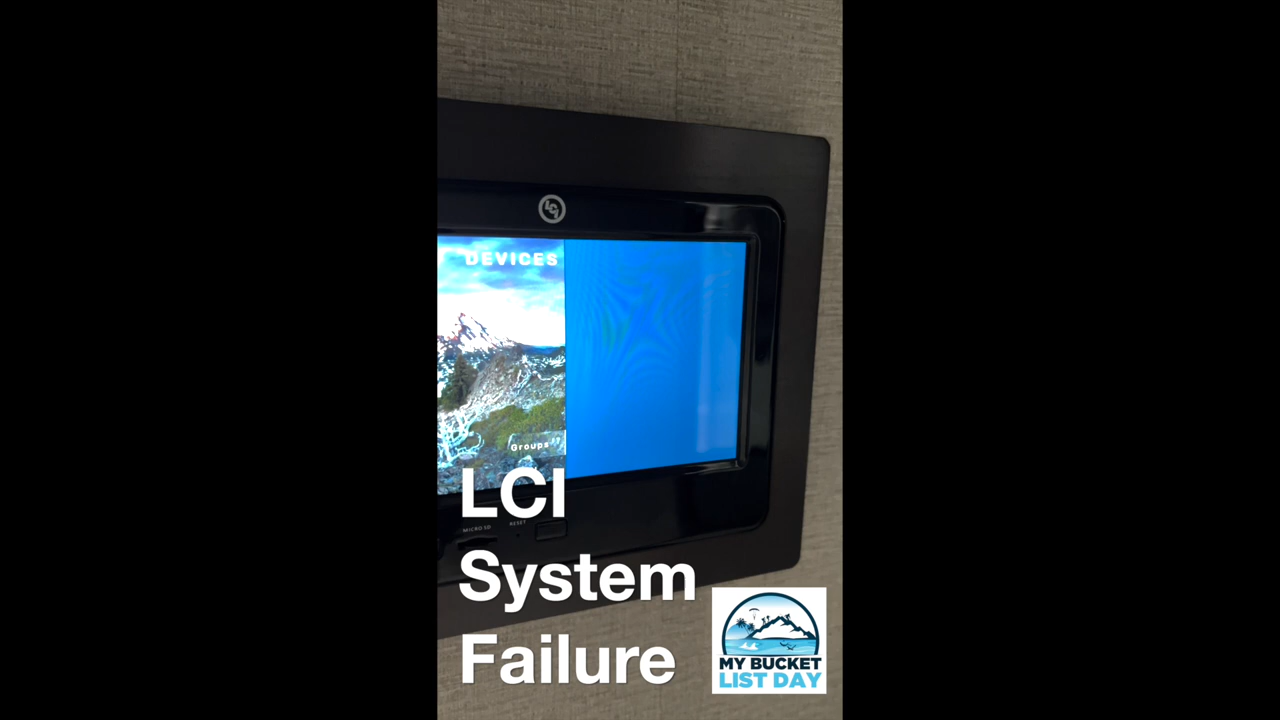 LCI
DEVICES
Groups
MICRO SD
RESET
LCI
System
Failure
MY BUCKET
LIST DAY